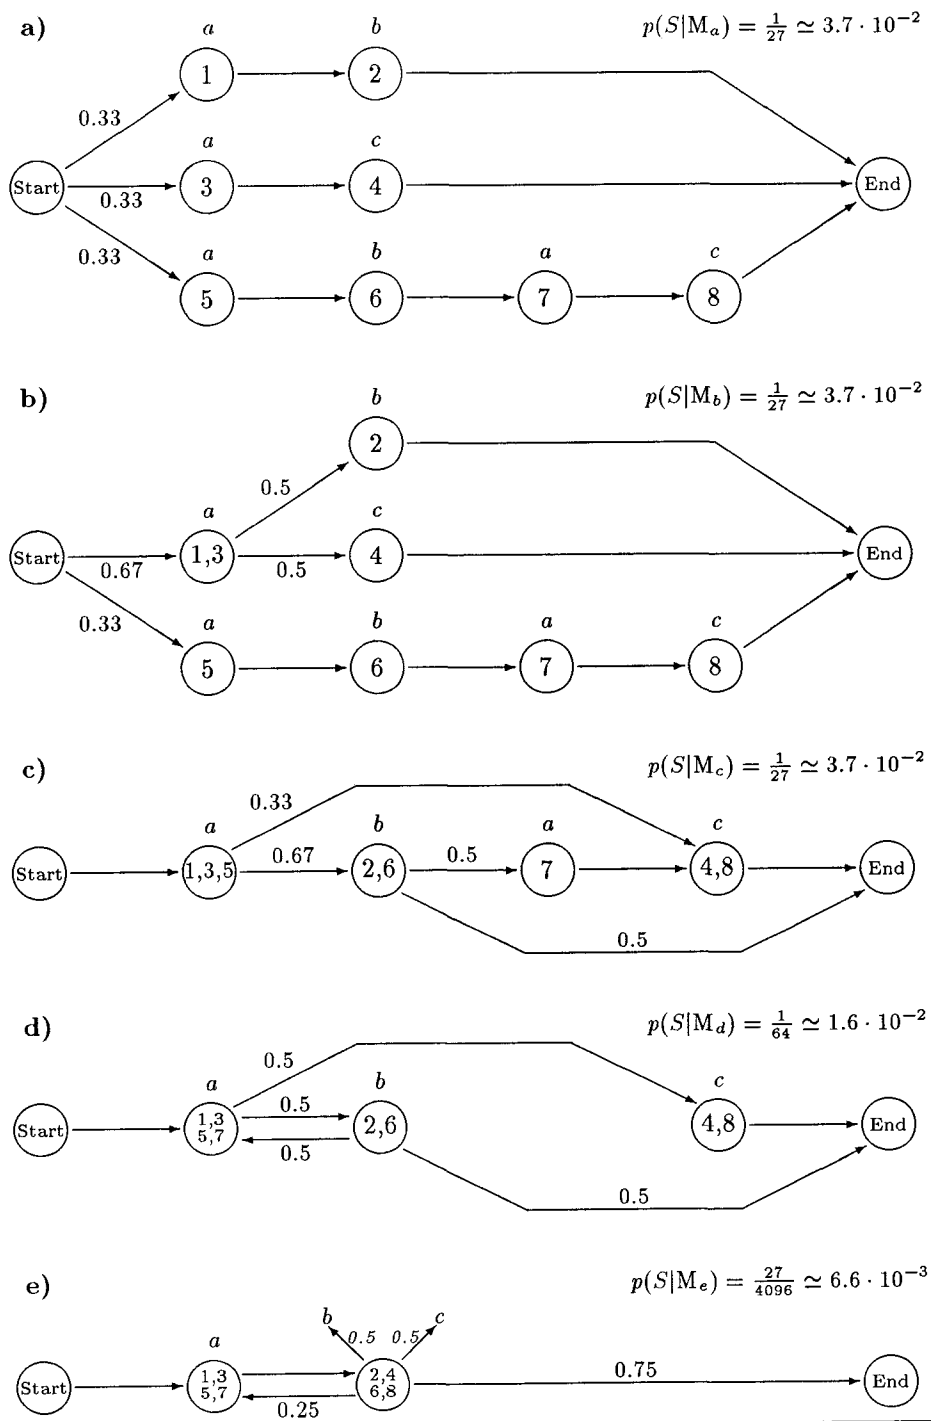 a) a b p(S|M_a) = 1/27 ≃ 3.7 · 10^−2
1 2
0.33
a c
Start 3 4 End
0.33
0.33 a b a c
5 6 7 8
b) b p(S|M_b) = 1/27 ≃ 3.7 · 10^−2
2
0.5
a c
Start 1,3 4 End
0.67 0.5
0.33 a b a c
5 6 7 8
c) p(S|M_c) = 1/27 ≃ 3.7 · 10^−2
0.33
a b a c
0.67 0.5
Start 1,3,5 2,6 7 4,8 End
0.5
d) p(S|M_d) = 1/64 ≃ 1.6 · 10^−2
0.5
a b c
0.5
Start 1,3 5,7 2,6 4,8 End
0.5
0.5
e) p(S|M_e) = 27/4096 ≃ 6.6 · 10^−3
b c
a 0.5 0.5
0.75
Start 1,3 5,7 2,4 6,8 End
0.25